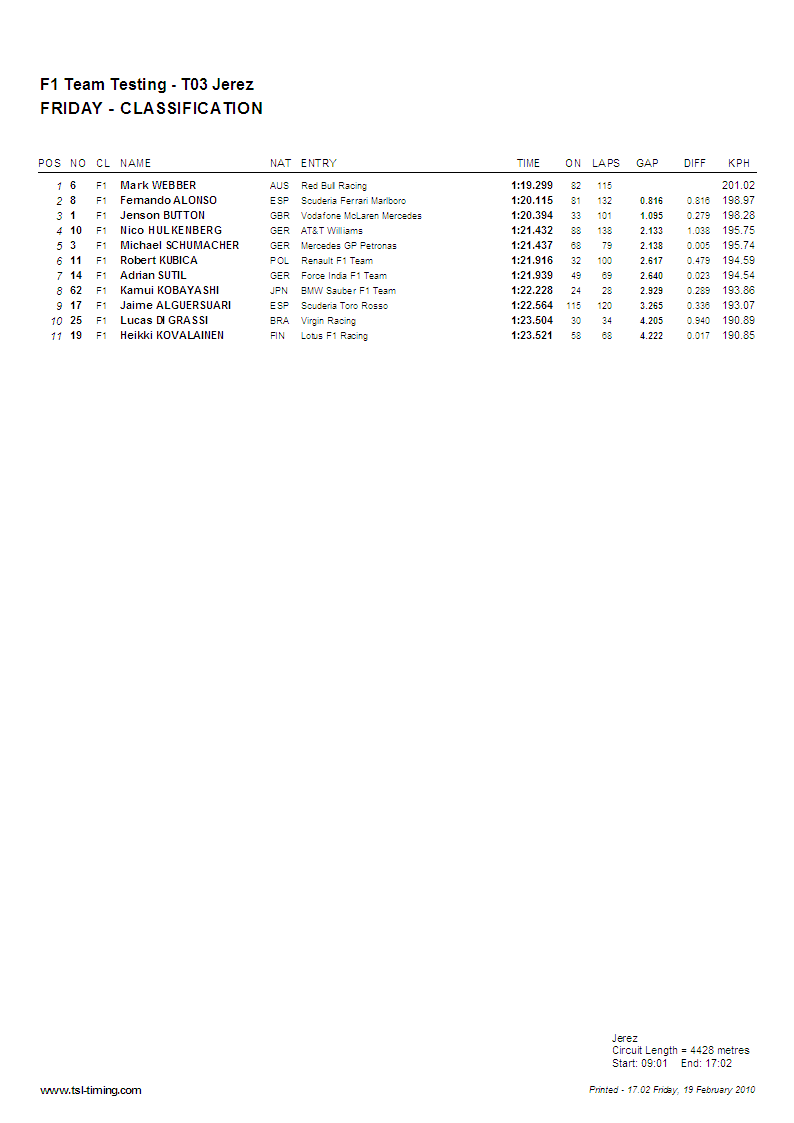 F1 Team Testing - T03 Jerez
FRIDAY - CLASSIFICATION
POS NO CL NAME NAT ENTRY TIME ON LAPS GAP DIFF KPH
1 6 F1 Mark WEBBER AUS Red Bull Racing 1:19.299 82 115 201.02
2 8 F1 Fernando ALONSO ESP Scuderia Ferrari Marlboro 1:20.115 81 132 0.816 0.816 198.97
3 1 F1 Jenson BUTTON GBR Vodafone McLaren Mercedes 1:20.394 33 101 1.095 0.279 198.28
4 10 F1 Nico HULKENBERG GER AT&T Williams 1:21.432 88 138 2.133 1.038 195.75
5 3 F1 Michael SCHUMACHER GER Mercedes GP Petronas 1:21.437 68 79 2.138 0.005 195.74
6 11 F1 Robert KUBICA POL Renault F1 Team 1:21.916 32 100 2.617 0.479 194.59
7 14 F1 Adrian SUTIL GER Force India F1 Team 1:21.939 49 69 2.640 0.023 194.54
8 62 F1 Kamui KOBAYASHI JPN BMW Sauber F1 Team 1:22.228 24 28 2.929 0.289 193.86
9 17 F1 Jaime ALGUERSUARI ESP Scuderia Toro Rosso 1:22.564 115 120 3.265 0.336 193.07
10 25 F1 Lucas DI GRASSI BRA Virgin Racing 1:23.504 30 34 4.205 0.940 190.89
11 19 F1 Heikki KOVALAINEN FIN Lotus F1 Racing 1:23.521 58 68 4.222 0.017 190.85
Jerez
Circuit Length = 4428 metres
Start: 09:01 End: 17:02
www.tsl-timing.com Printed - 17.02 Friday, 19 February 2010